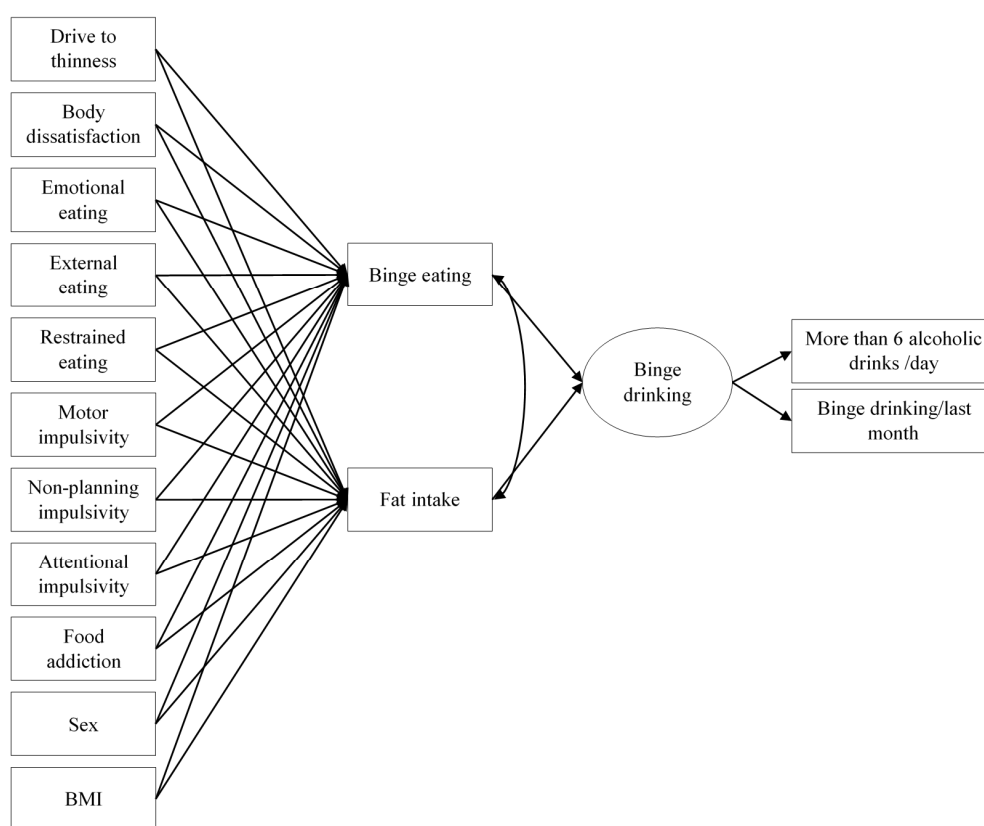 Drive to
thinness
Body
dissatisfaction
Emotional
eating
External
eating
Restrained
eating
Motor
impulsivity
Non-planning
impulsivity
Attentional
impulsivity
Food
addiction
Sex
BMI
Binge eating
Fat intake
Binge
drinking
More than 6 alcoholic
drinks /day
Binge drinking/last
month